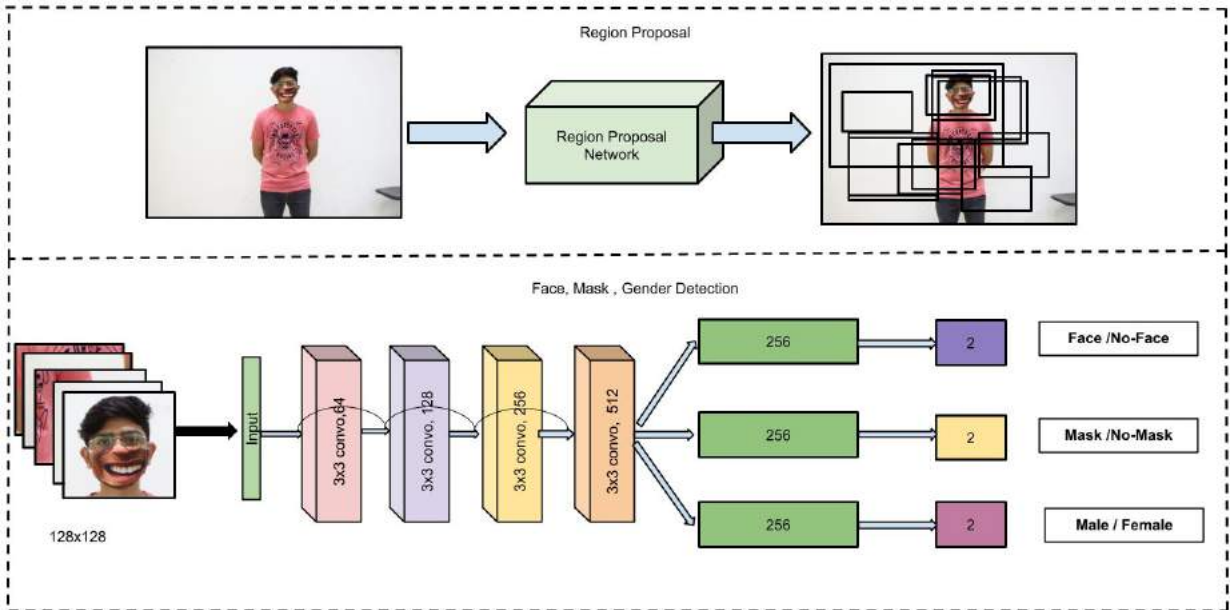 Region Proposal
Region Proposal
Network
Face, Mask , Gender Detection
128x128
Input
3x3 convo,64
3x3 convo, 128
3x3 convo, 256
3x3 convo, 512
256
2
Face /No-Face
256
2
Mask /No-Mask
256
2
Male / Female